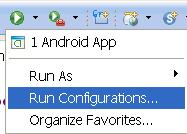 1 Android App
Run As
Run Configurations...
Organize Favorites...